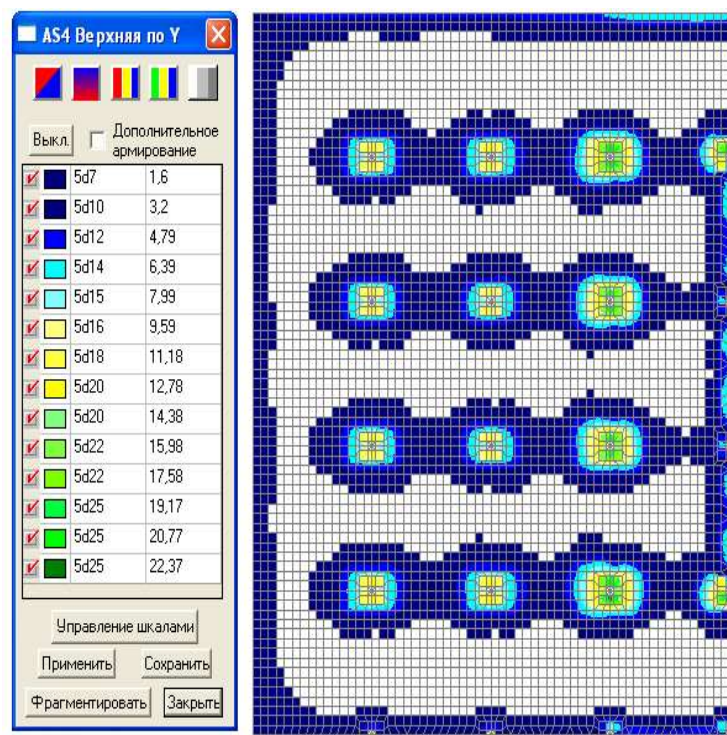 AS4 Верхняя по Y
Выкл.
Дополнительное
армирование
5d7 1,6
5d10 3,2
5d12 4,79
5d14 6,39
5d15 7,99
5d16 9,59
5d18 11,18
5d20 12,78
5d20 14,38
5d22 15,98
5d22 17,58
5d25 19,17
5d25 20,77
5d25 22,37
Управление шкалами
Применить Сохранить
Фрагментировать Закрыть